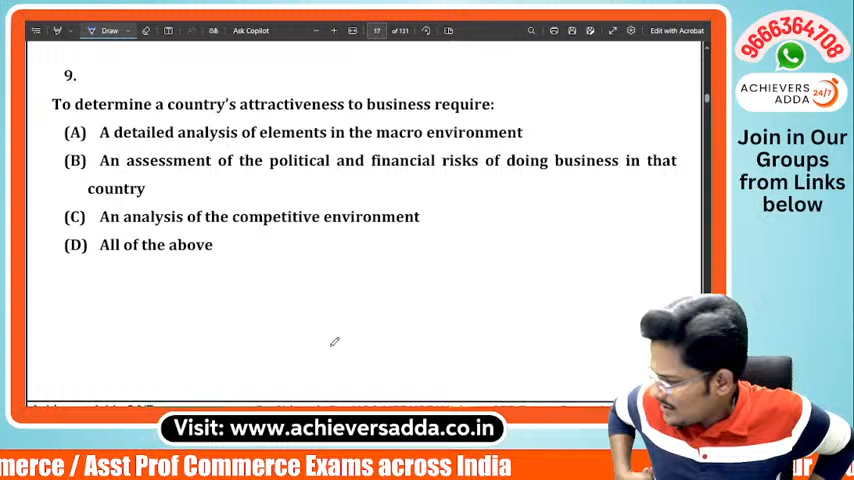 Draw
Ask Copilot
17
of 131
Edit with Acrobat
9666364708
ACHIEVERS
ADDA
24/7
Join in Our
Groups
from Links
below
9.
To determine a country's attractiveness to business require:
(A) A detailed analysis of elements in the macro environment
(B) An assessment of the political and financial risks of doing business in that
country
(C) An analysis of the competitive environment
(D) All of the above
Visit: www.achieversadda.co.in
mmerce / Asst Prof Commerce Exams across India